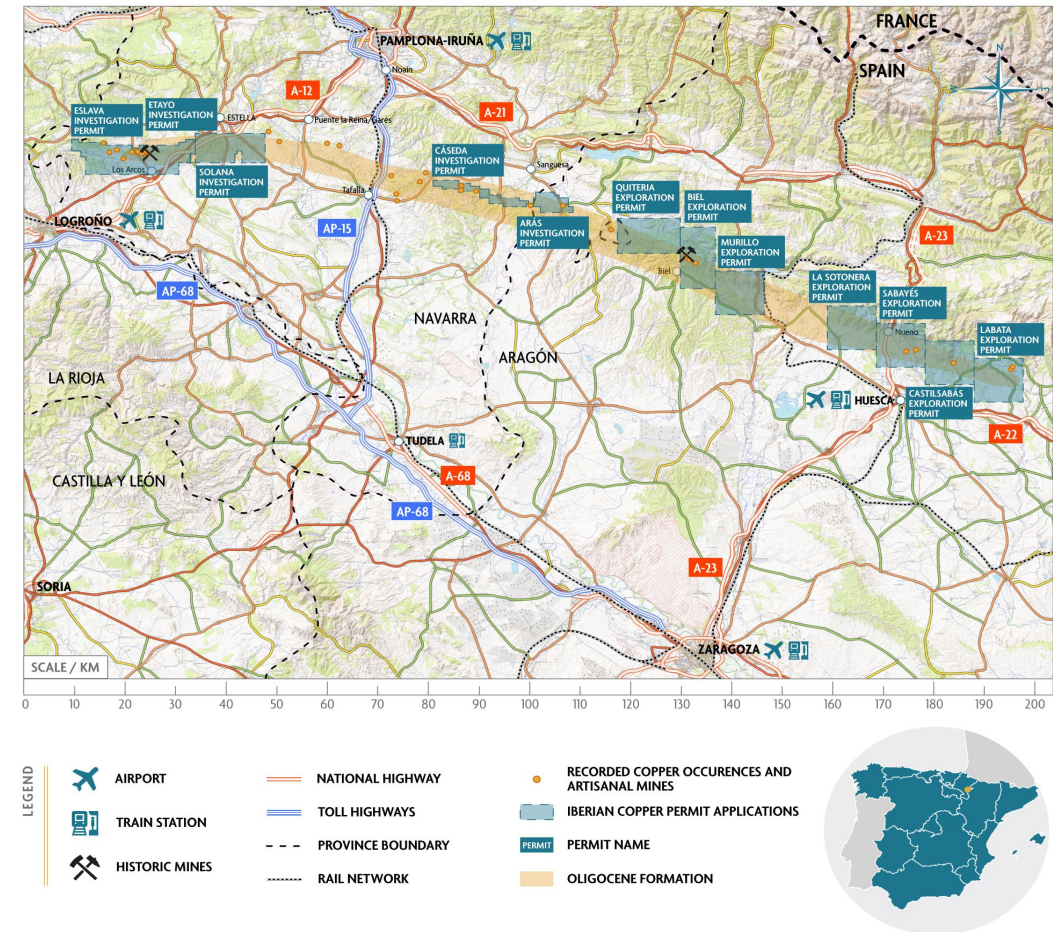 FRANCE
SPAIN
N
W
E
S
PAMPLONA-IRUÑA
Noain
A-12
A-21
ESLAVA
INVESTIGATION
PERMIT
ETAYO
INVESTIGATION
PERMIT
ESTELLA
Puente la Reina/Gares
Los Arcos
SOLANA
INVESTIGATION
PERMIT
CÁSEDA
INVESTIGATION
PERMIT
Sanguesa
Tafalla
QUITERIA
EXPLORATION
PERMIT
BIEL
EXPLORATION
PERMIT
ARÁS
INVESTIGATION
PERMIT
MURILLO
EXPLORATION
PERMIT
Biel
LOGROÑO
AP-15
A-23
AP-68
LA SOTONERA
EXPLORATION
PERMIT
SABAYÉS
EXPLORATION
PERMIT
Nueno
LABATA
EXPLORATION
PERMIT
NAVARRA
ARAGÓN
LA RIOJA
HUESCA
CASTILSABÁS
EXPLORATION
PERMIT
A-22
TUDELA
A-68
CASTILLA Y LEÓN
AP-68
A-23
SORIA
ZARAGOZA
SCALE / KM
0 10 20 30 40 50 60 70 80 90 100 110 120 130 140 150 160 170 180 190 200
LEGEND
AIRPORT
TRAIN STATION
HISTORIC MINES
NATIONAL HIGHWAY
TOLL HIGHWAYS
PROVINCE BOUNDARY
RAIL NETWORK
RECORDED COPPER OCCURENCES AND
ARTISANAL MINES
IBERIAN COPPER PERMIT APPLICATIONS
PERMIT PERMIT NAME
OLIGOCENE FORMATION